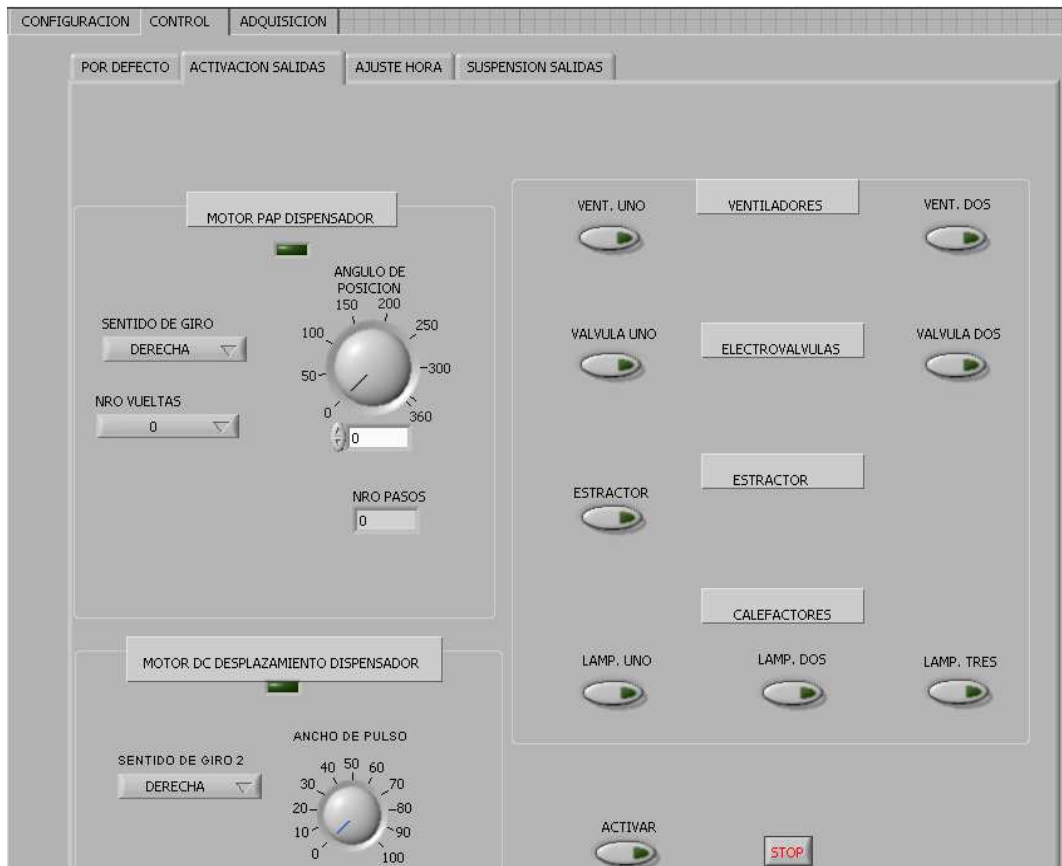 CONFIGURACION CONTROL ADQUISICION
POR DEFECTO ACTIVACION SALIDAS AJUSTE HORA SUSPENSION SALIDAS
MOTOR PAP DISPENSADOR
ANGULO DE
POSICION
0 50 100 150 200 250 300 360
SENTIDO DE GIRO
DERECHA
NRO VUELTAS
0
0
NRO PASOS
0
VENT. UNO VENTILADORES VENT. DOS
VALVULA UNO ELECTROVALVULAS VALVULA DOS
ESTRACTOR
ESTRACTOR
CALEFACTORES
LAMP. UNO LAMP. DOS LAMP. TRES
MOTOR DC DESPLAZAMIENTO DISPENSADOR
ANCHO DE PULSO
0 10 20 30 40 50 60 70 80 90 100
SENTIDO DE GIRO 2
DERECHA
ACTIVAR
STOP